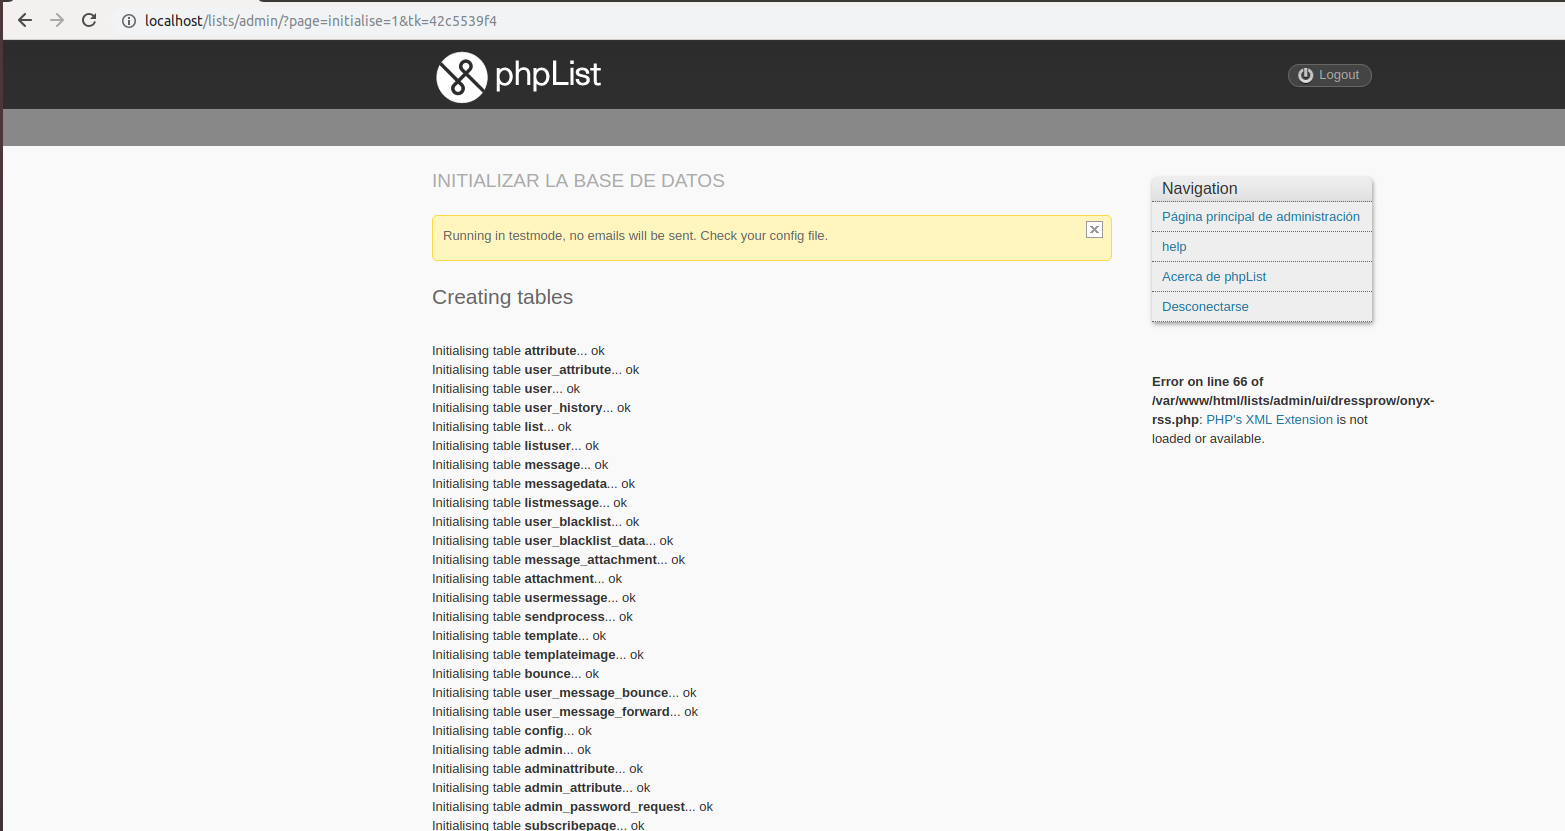 localhost/lists/admin/?page=initialise=1&tk=42c5539f4
phpList
Logout
INITIALIZAR LA BASE DE DATOS
Running in testmode, no emails will be sent. Check your config file.
Creating tables
Initialising table attribute... ok
Initialising table user_attribute... ok
Initialising table user... ok
Initialising table user_history... ok
Initialising table list... ok
Initialising table listuser... ok
Initialising table message... ok
Initialising table messagedata... ok
Initialising table listmessage... ok
Initialising table user_blacklist... ok
Initialising table user_blacklist_data... ok
Initialising table message_attachment... ok
Initialising table attachment... ok
Initialising table usermessage... ok
Initialising table sendprocess... ok
Initialising table template... ok
Initialising table templateimage... ok
Initialising table bounce... ok
Initialising table user_message_bounce... ok
Initialising table user_message_forward... ok
Initialising table config... ok
Initialising table admin... ok
Initialising table adminattribute... ok
Initialising table admin_attribute... ok
Initialising table admin_password_request... ok
Initialising table subscribepage... ok
Navigation
Página principal de administración
help
Acerca de phpList
Desconectarse
Error on line 66 of
/var/www/html/lists/admin/ui/dressprow/onyx-
rss.php: PHP's XML Extension is not
loaded or available.